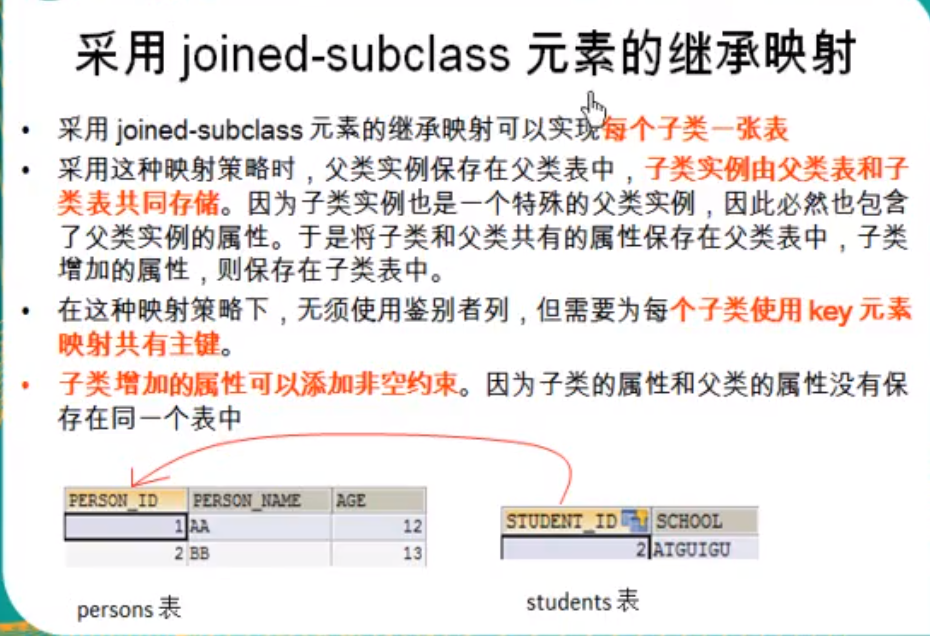 采用 joined-subclass 元素的继承映射
• 采用 joined-subclass 元素的继承映射可以实现每个子类一张表
• 采用这种映射策略时，父类实例保存在父类表中，子类实例由父类表和子
类表共同存储。因为子类实例也是一个特殊的父类实例，因此必然也包含
了父类实例的属性。于是将子类和父类共有的属性保存在父类表中，子类
增加的属性，则保存在子类表中。
• 在这种映射策略下，无须使用鉴别者列，但需要为每个子类使用 key 元素
映射共有主键。
• 子类增加的属性可以添加非空约束。因为子类的属性和父类的属性没有保
存在同一个表中
PERSON_ID PERSON_NAME AGE
1 AA 12
2 BB 13
persons 表
STUDENT_ID SCHOOL
2 ATGUIGU
students 表